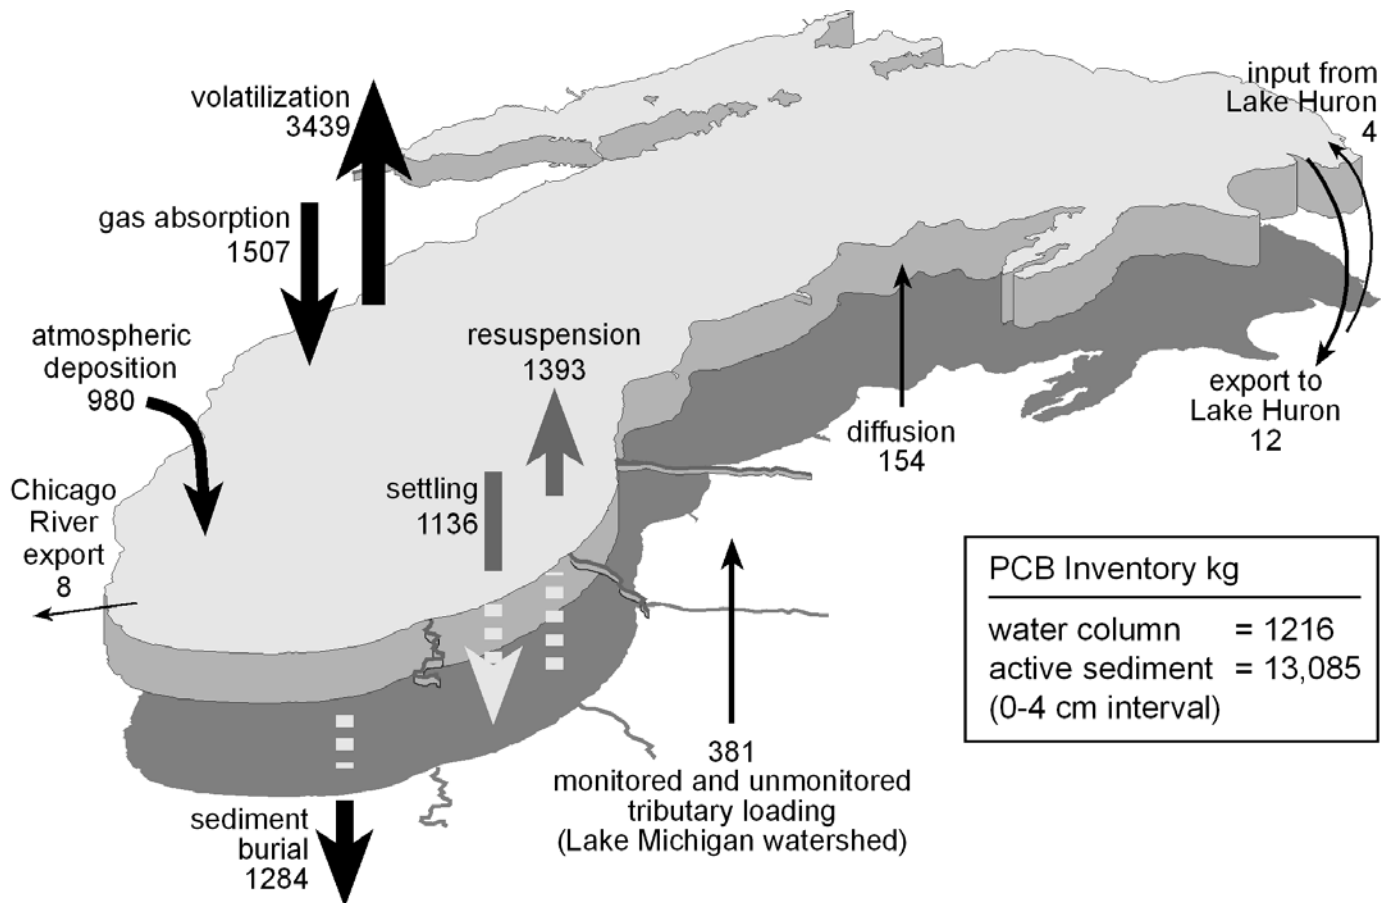 volatilization
3439
input from
Lake Huron
4
gas absorption
1507
atmospheric
deposition
980
resuspension
1393
export to
Lake Huron
12
diffusion
154
Chicago
River
export
8
settling
1136
PCB Inventory kg
water column = 1216
active sediment = 13,085
(0-4 cm interval)
381
monitored and unmonitored
tributary loading
(Lake Michigan watershed)
sediment
burial
1284